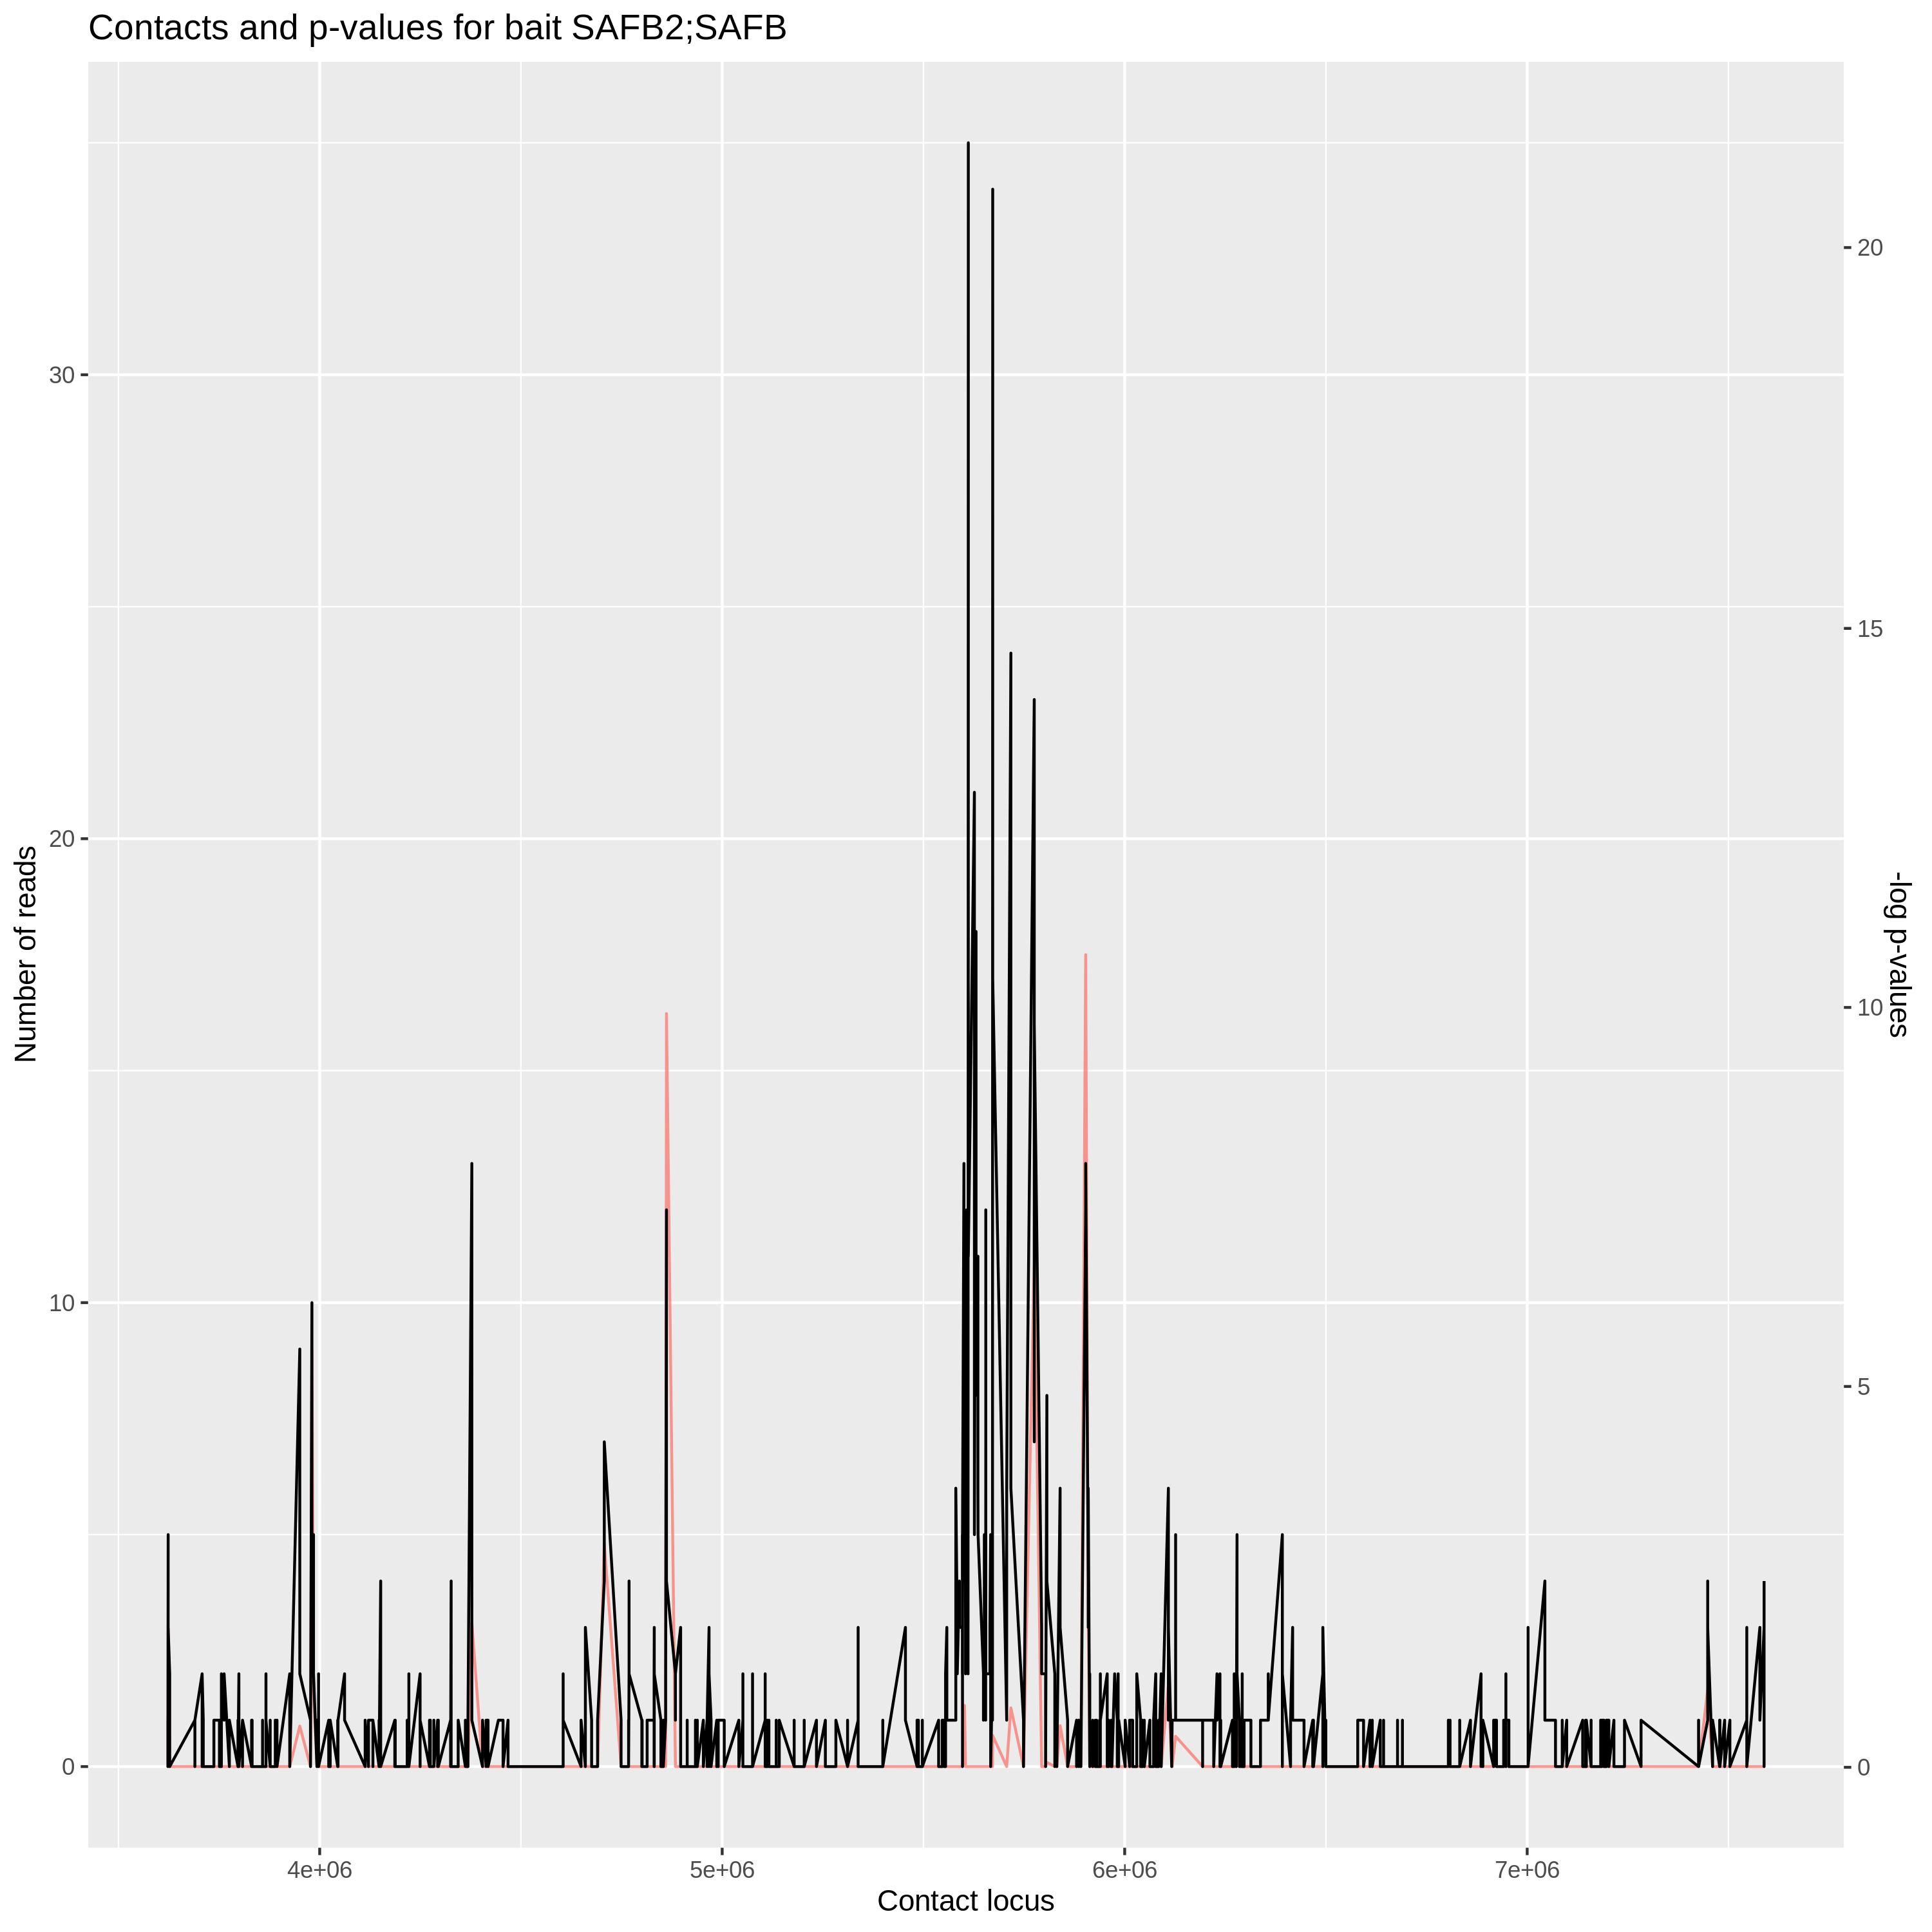 Contacts and p-values for bait SAFB2;SAFB
30
20
10
0
Number of reads
20
15
10
5
0
-log p-values
4e+06 5e+06 6e+06 7e+06
Contact locus